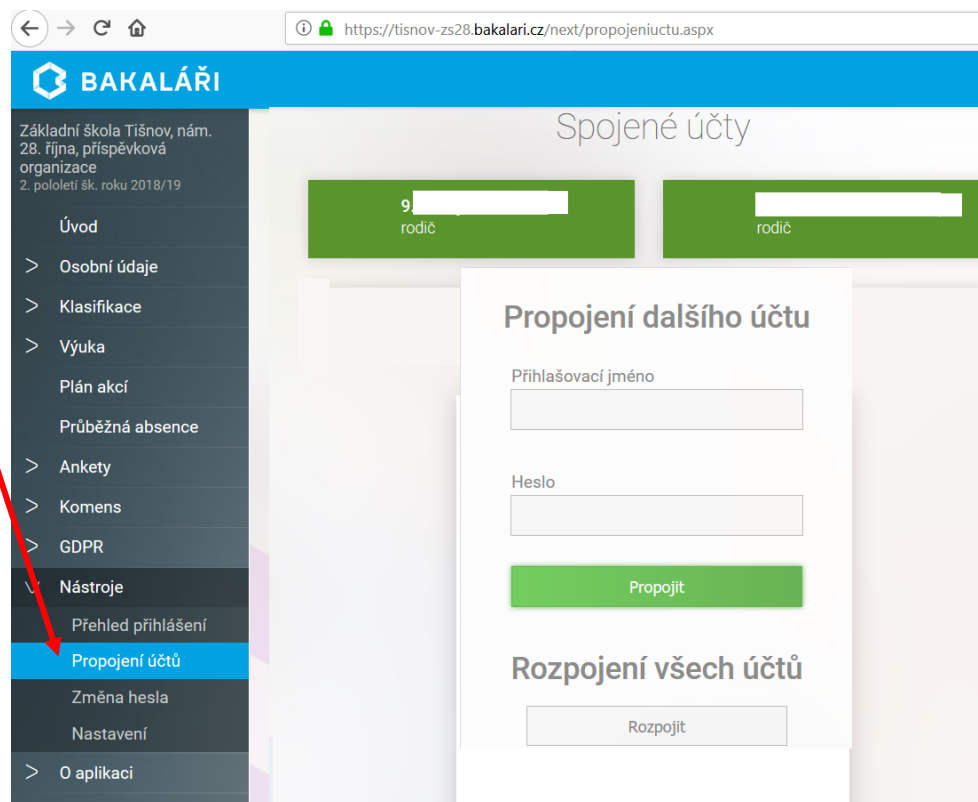 https://tisnov-zs28.bakalari.cz/next/propojeniuctu.aspx
BAKALÁŘI
Základní škola Tišnov, nám.
28. října, příspěvková
organizace
2. pololetí šk. roku 2018/19
Úvod
Osobní údaje
Klasifikace
Výuka
Plán akcí
Průběžná absence
Ankety
Komens
GDPR
Nástroje
Přehled přihlášení
Propojení účtů
Změna hesla
Nastavení
O aplikaci
Spojené účty
9.
rodič
rodič
Propojení dalšího účtu
Přihlašovací jméno
Heslo
Propojit
Rozpojení všech účtů
Rozpojit